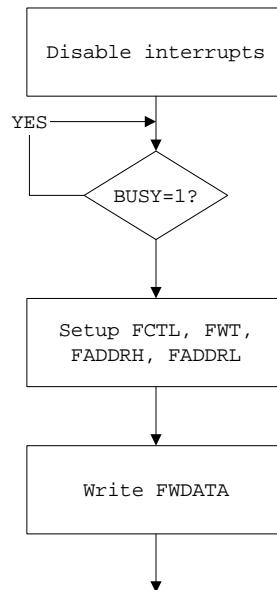 Disable interrupts
YES
BUSY=1?
Setup FCTL, FWT,
FADDRH, FADDRL
Write FWDATA